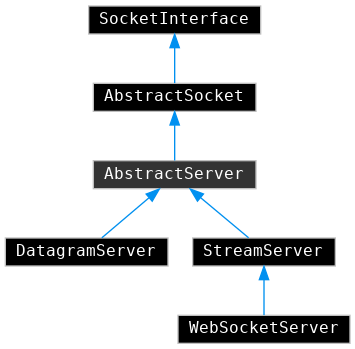 SocketInterface
AbstractSocket
AbstractServer
DatagramServer
StreamServer
WebSocketServer